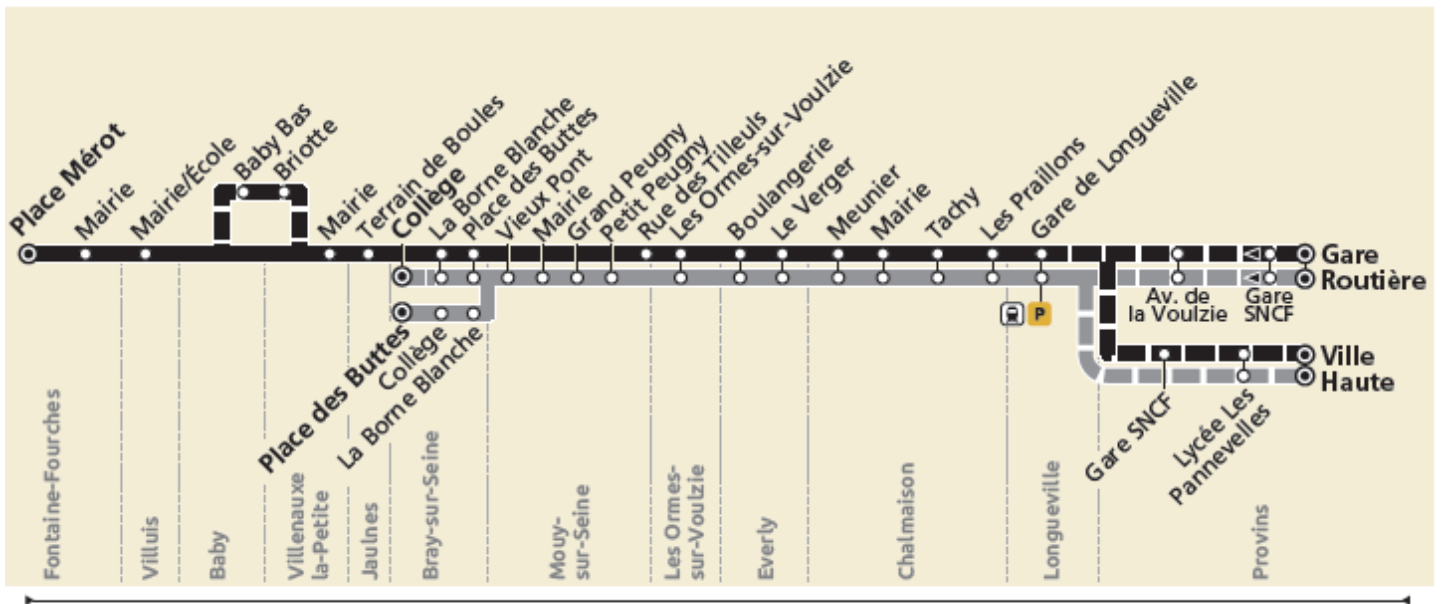 Place Mérot
Mairie
Mairie/École
Baby Bas
Briotte
Mairie
Terrain de Boules
Collège
La Borne Blanche
Place des Buttes
Vieux Pont
Mairie
Grand Peugny
Petit Peugny
Rue des Tilleuls
Les Ormes-sur-Voulzie
Boulangerie
Le Verger
Meunier
Mairie
Tachy
Les Praillons
Gare de Longueville
Gare
Routière
P
Av. de
la Voulzie
Gare
SNCF
Ville
Haute
Place des Buttes
Collège
La Borne Blanche
Gare SNCF
Lycée Les
Pannevelles
Fontaine-Fourches
Villuis
Baby
Villenauxe
la-Petite
Jaulnes
Bray-sur-Seine
Mouy-
sur-Seine
Les Ormes-
sur-Voulzie
Everly
Chalmaison
Longueville
Provins